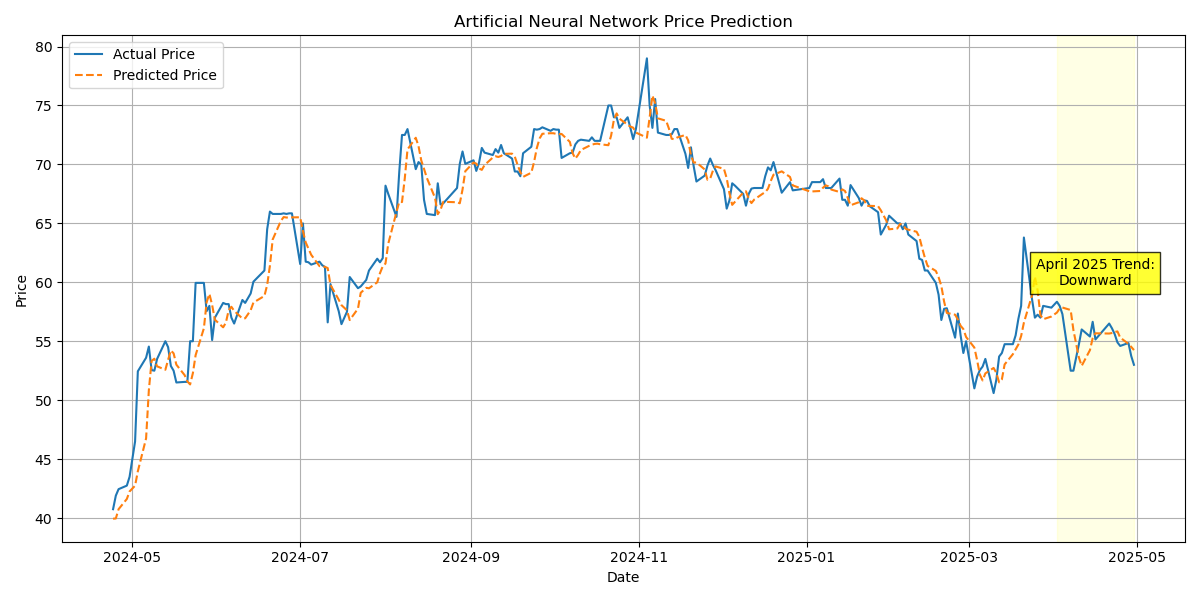 Artificial Neural Network Price Prediction
Actual Price
Predicted Price
April 2025 Trend:
Downward
Price
80
75
70
65
60
55
50
45
40
2024-05
2024-07
2024-09
2024-11
2025-01
2025-03
2025-05
Date